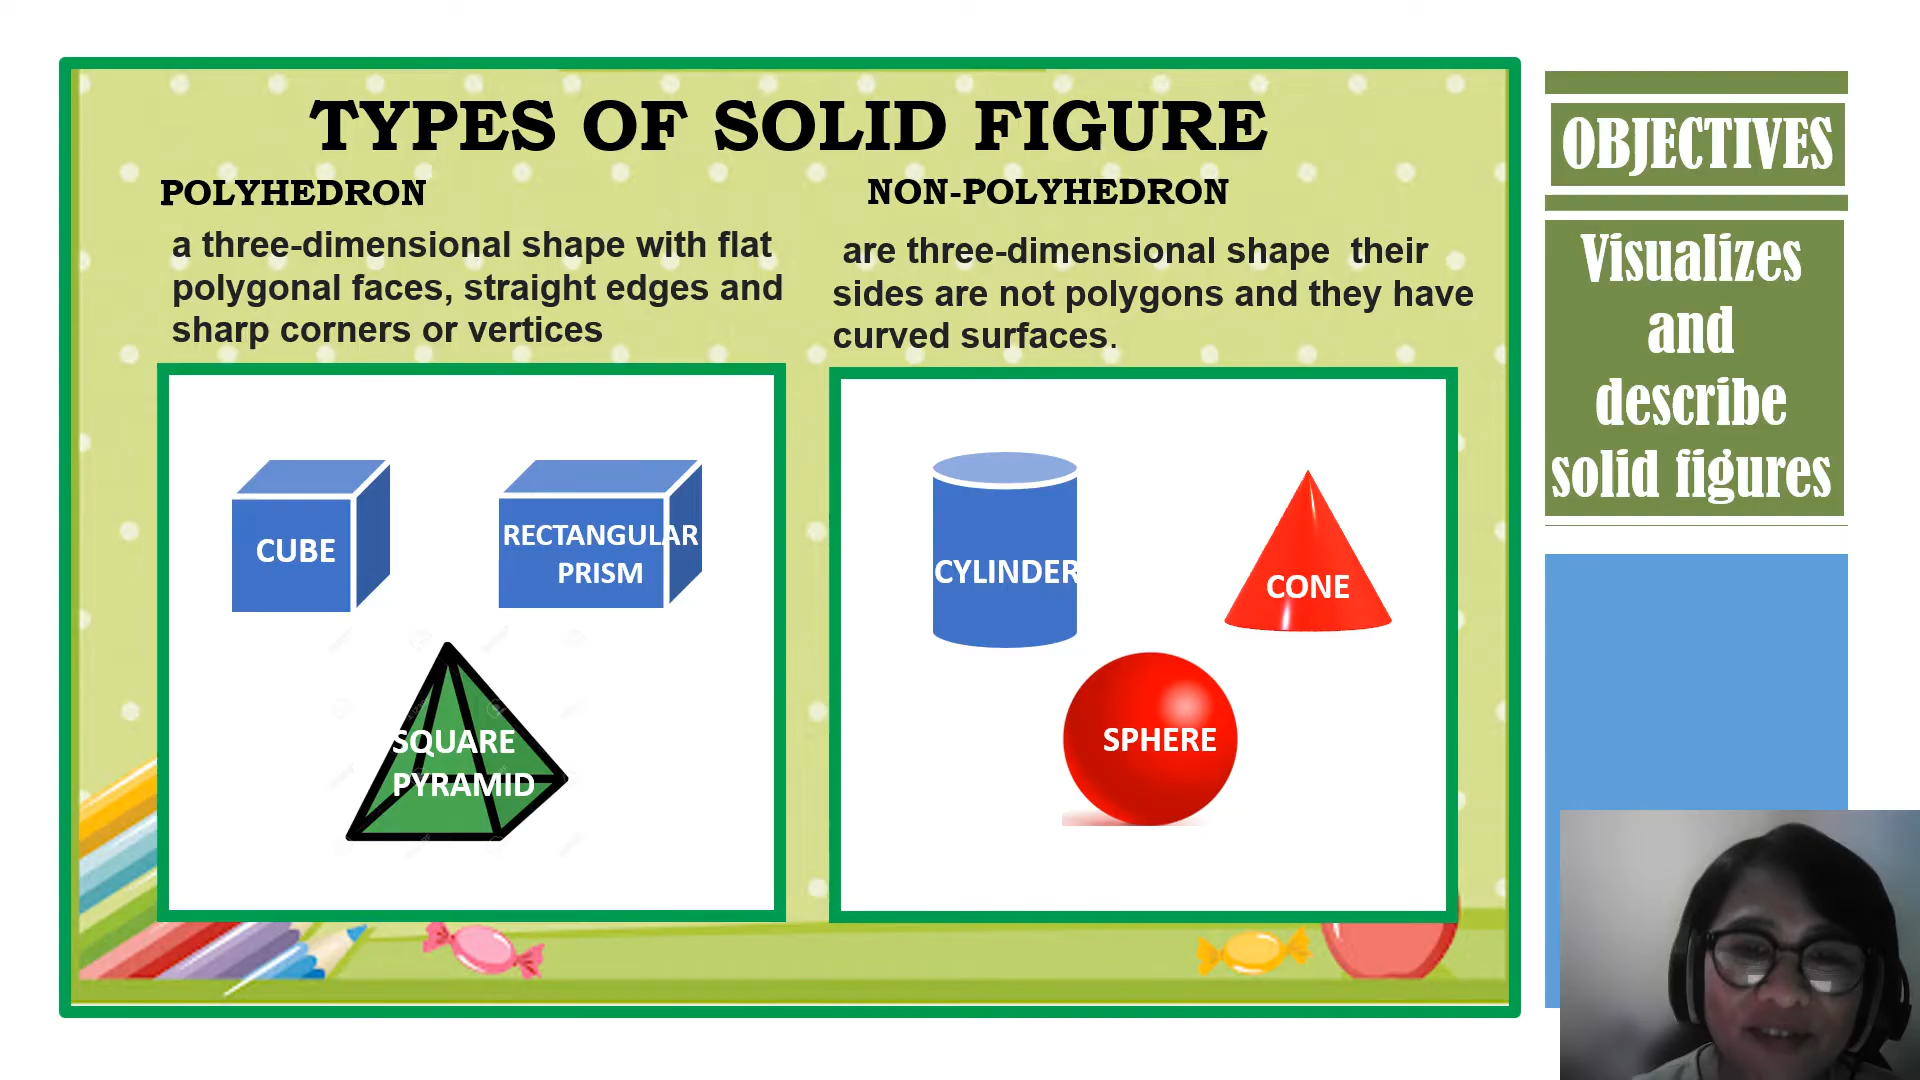 TYPES OF SOLID FIGURE
POLYHEDRON
a three-dimensional shape with flat
polygonal faces, straight edges and
sharp corners or vertices
CUBE
RECTANGULAR
PRISM
SQUARE
PYRAMID
NON-POLYHEDRON
are three-dimensional shape their
sides are not polygons and they have
curved surfaces.
CYLINDER
CONE
SPHERE
OBJECTIVES
Visualizes
and
describe
solid figures